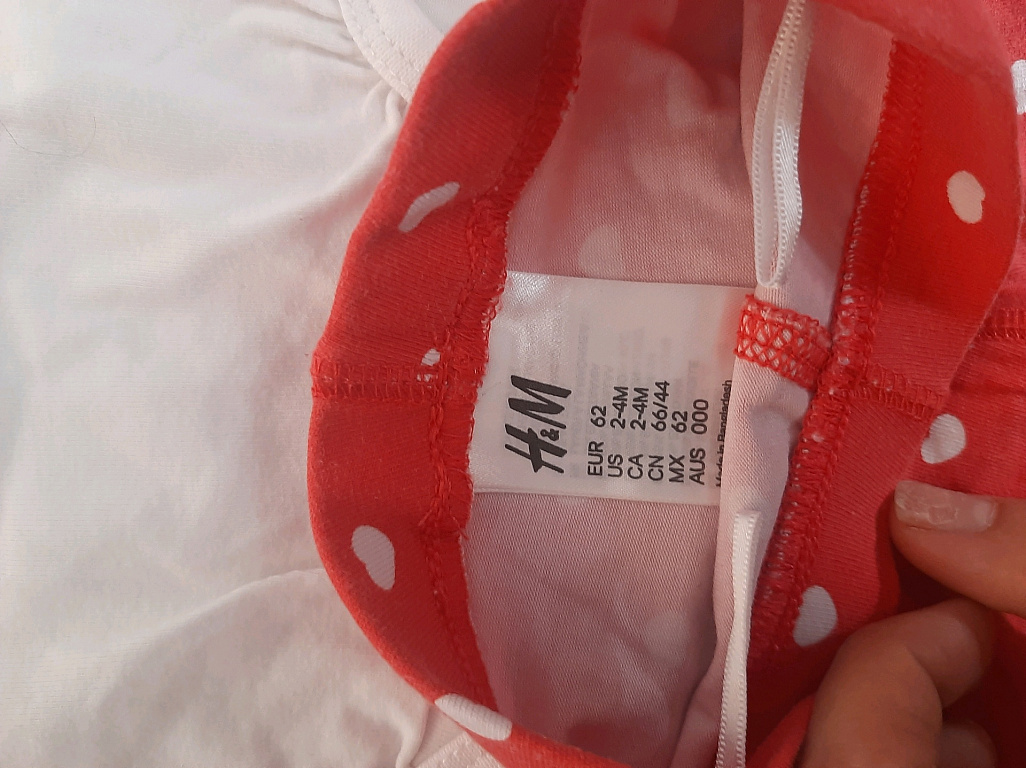 H&M
EUR 62
US 2-4M
CA 2-4M
CN 66/44
MX 62
AUS 000
Made in Bangladesh